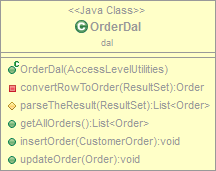 <<Java Class>>
C OrderDal
dal
C OrderDal(AccessLevelUtilities)
convertRowToOrder(ResultSet):Order
parseTheResult(ResultSet):List<Order>
getAllOrders():List<Order>
insertOrder(CustomerOrder):void
updateOrder(Order):void